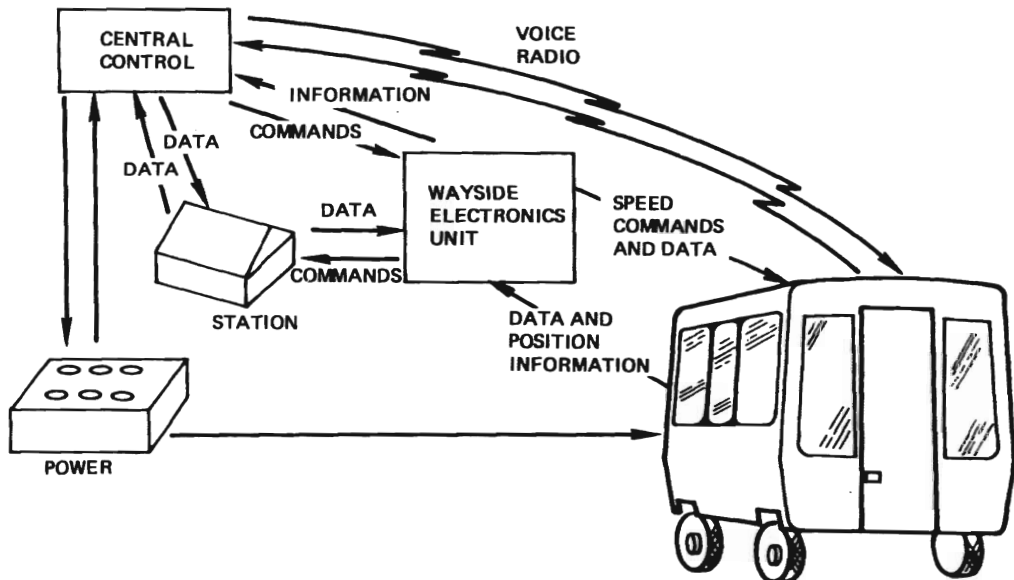 CENTRAL
CONTROL
VOICE
RADIO
INFORMATION
COMMANDS
DATA
DATA
WAYSIDE
ELECTRONICS
UNIT
DATA
COMMANDS
STATION
SPEED
COMMANDS
AND DATA
DATA AND
POSITION
INFORMATION
POWER